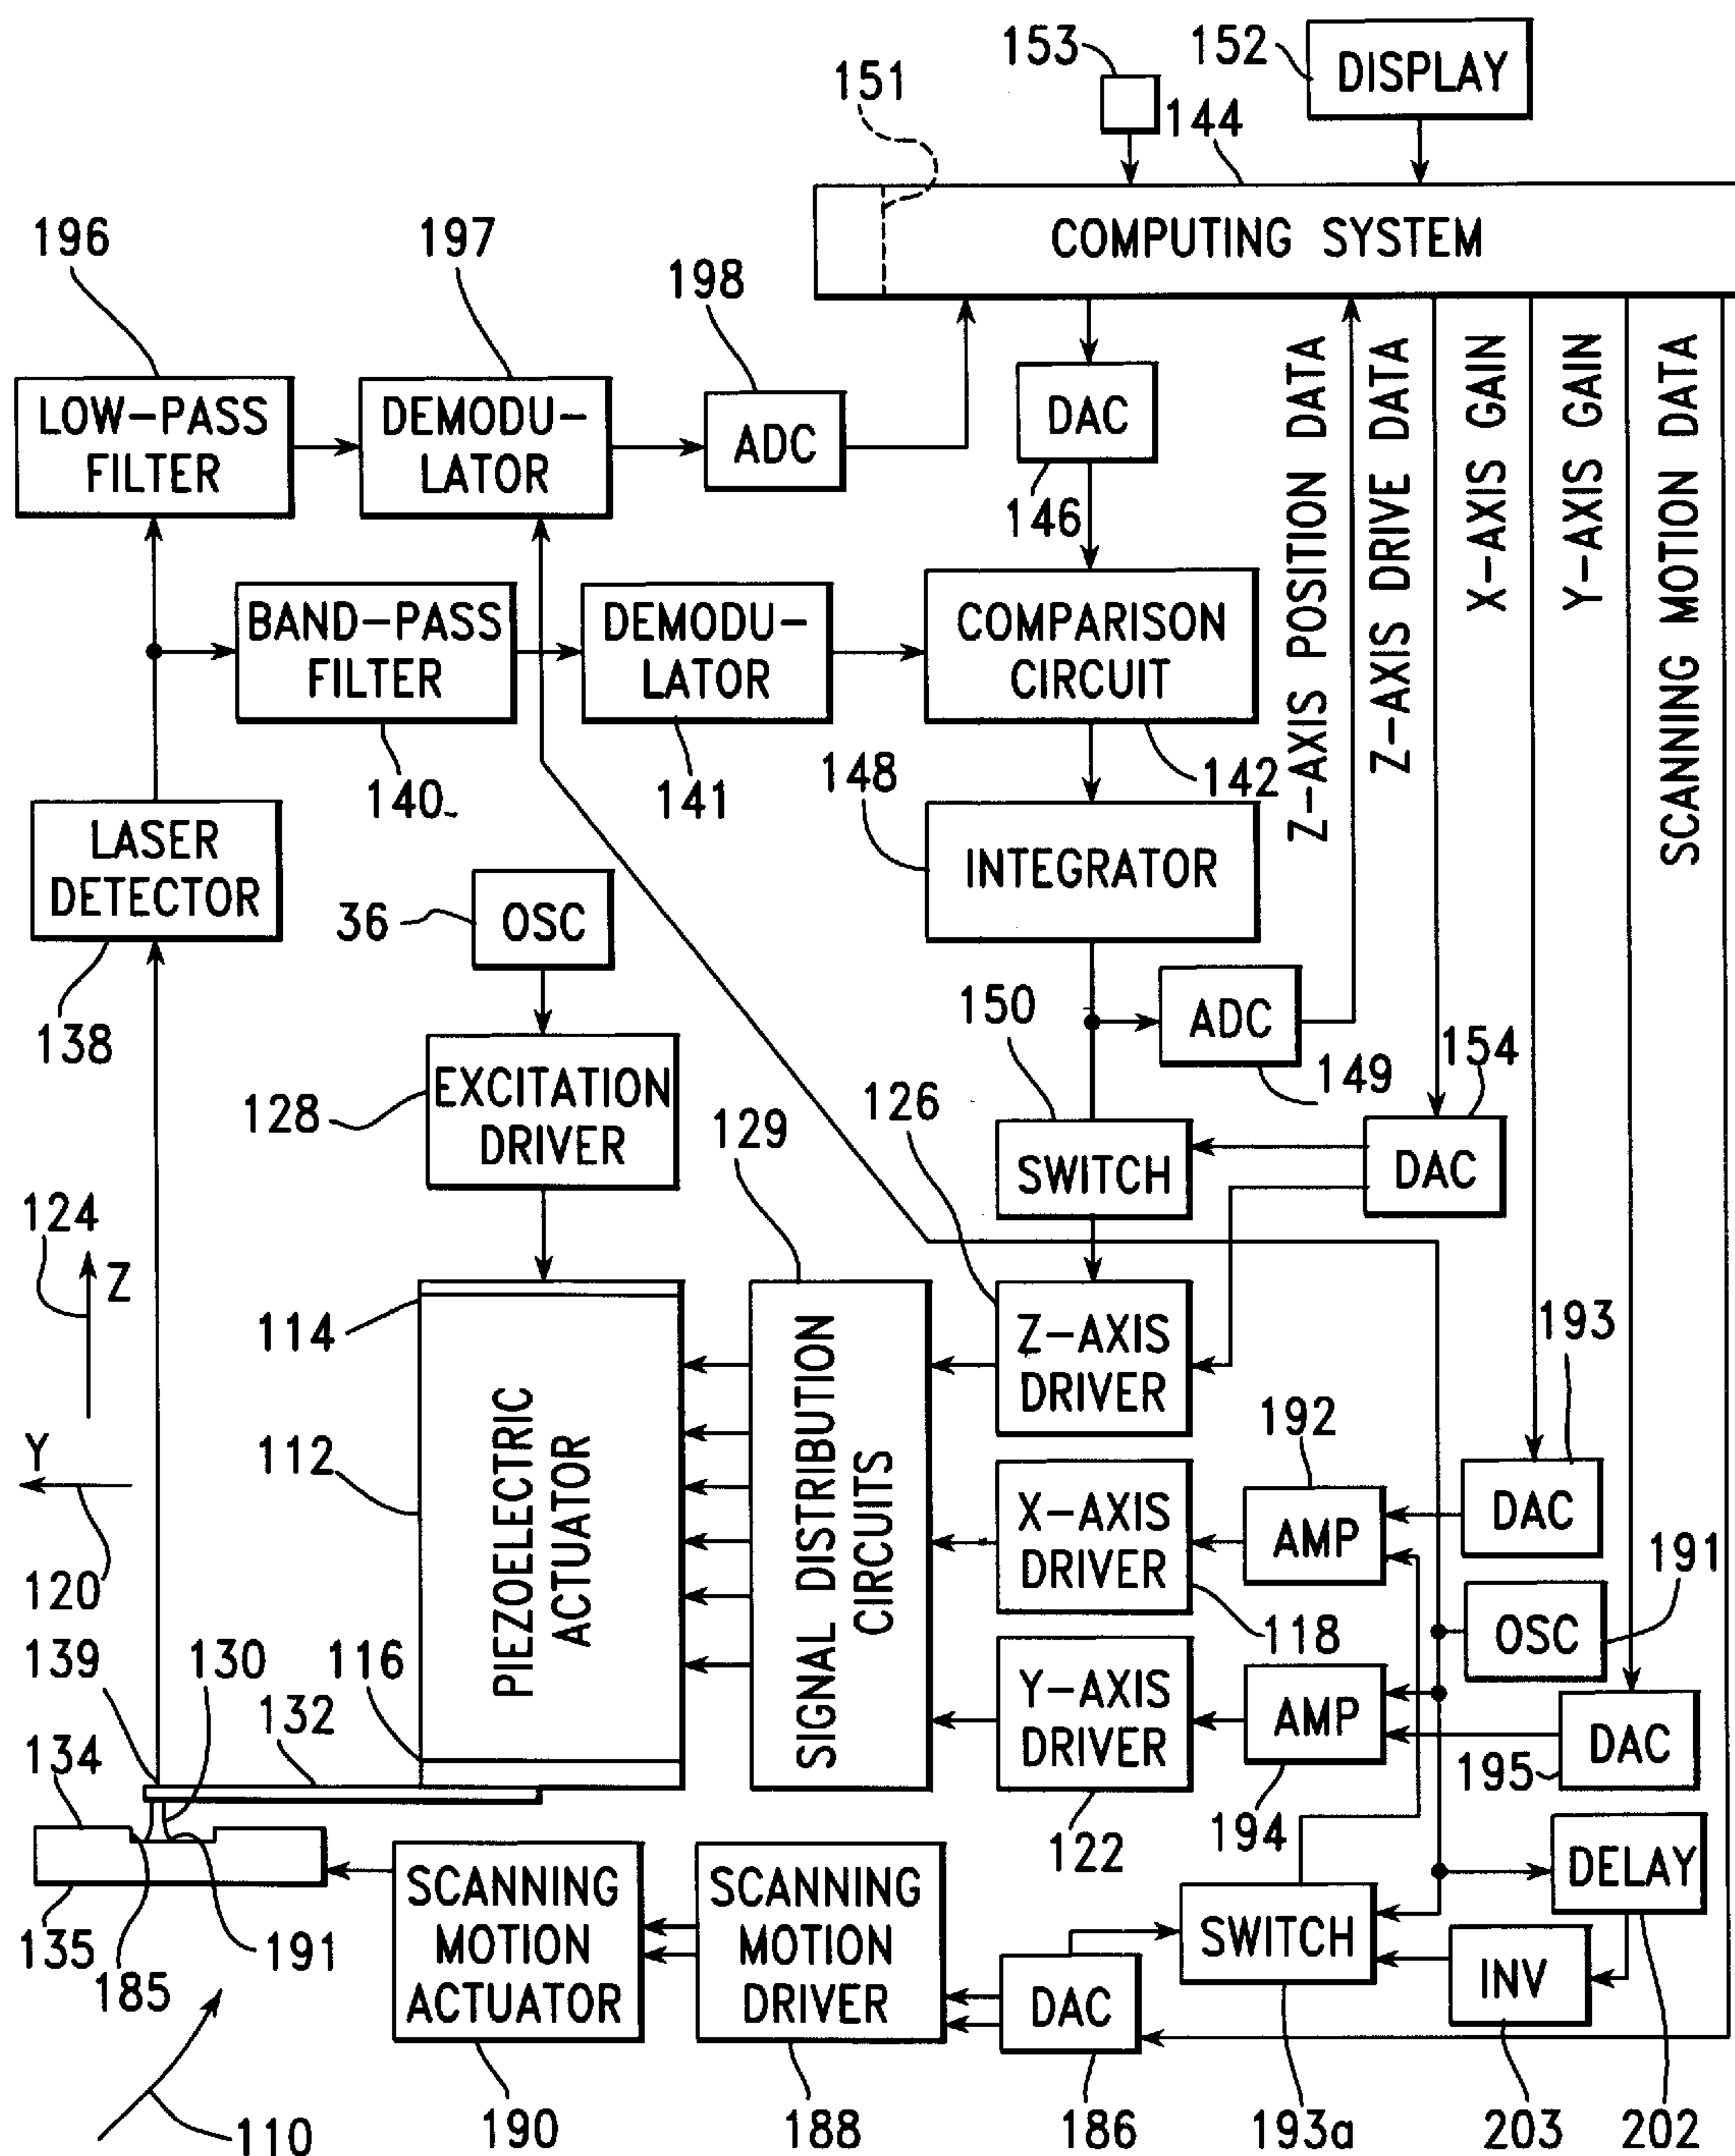 153
152
DISPLAY
151
144
COMPUTING SYSTEM
196
197
198
LOW-PASS
FILTER
DEMODU-
LATOR
ADC
DAC
146
Z-AXIS POSITION DATA
Z-AXIS DRIVE DATA
X-AXIS GAIN
Y-AXIS GAIN
SCANNING MOTION DATA
BAND-PASS
FILTER
DEMODU-
LATOR
COMPARISON
CIRCUIT
140
141
148
142
LASER
DETECTOR
INTEGRATOR
36
OSC
138
150
ADC
149
154
EXCITATION
DRIVER
128
129
126
SWITCH
DAC
124
Z
114
PIEZOELECTRIC
ACTUATOR
SIGNAL DISTRIBUTION
CIRCUITS
Z-AXIS
DRIVER
193
192
Y
112
120
X-AXIS
DRIVER
AMP
DAC
191
118
OSC
139
130
116
132
Y-AXIS
DRIVER
AMP
DAC
195
134
122
194
135
185
191
SCANNING
MOTION
ACTUATOR
SCANNING
MOTION
DRIVER
DAC
SWITCH
DELAY
INV
110
190
188
186
193a
203
202